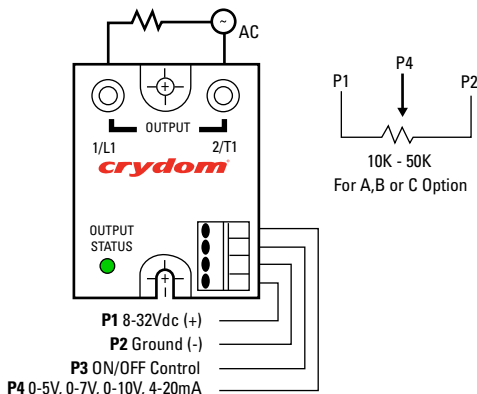 ~ AC
P4
P1 P2
10K - 50K
For A,B or C Option
OUTPUT
1/L1 2/T1
crydom
OUTPUT
STATUS
P1 8-32Vdc (+)
P2 Ground (-)
P3 ON/OFF Control
P4 0-5V, 0-7V, 0-10V, 4-20mA